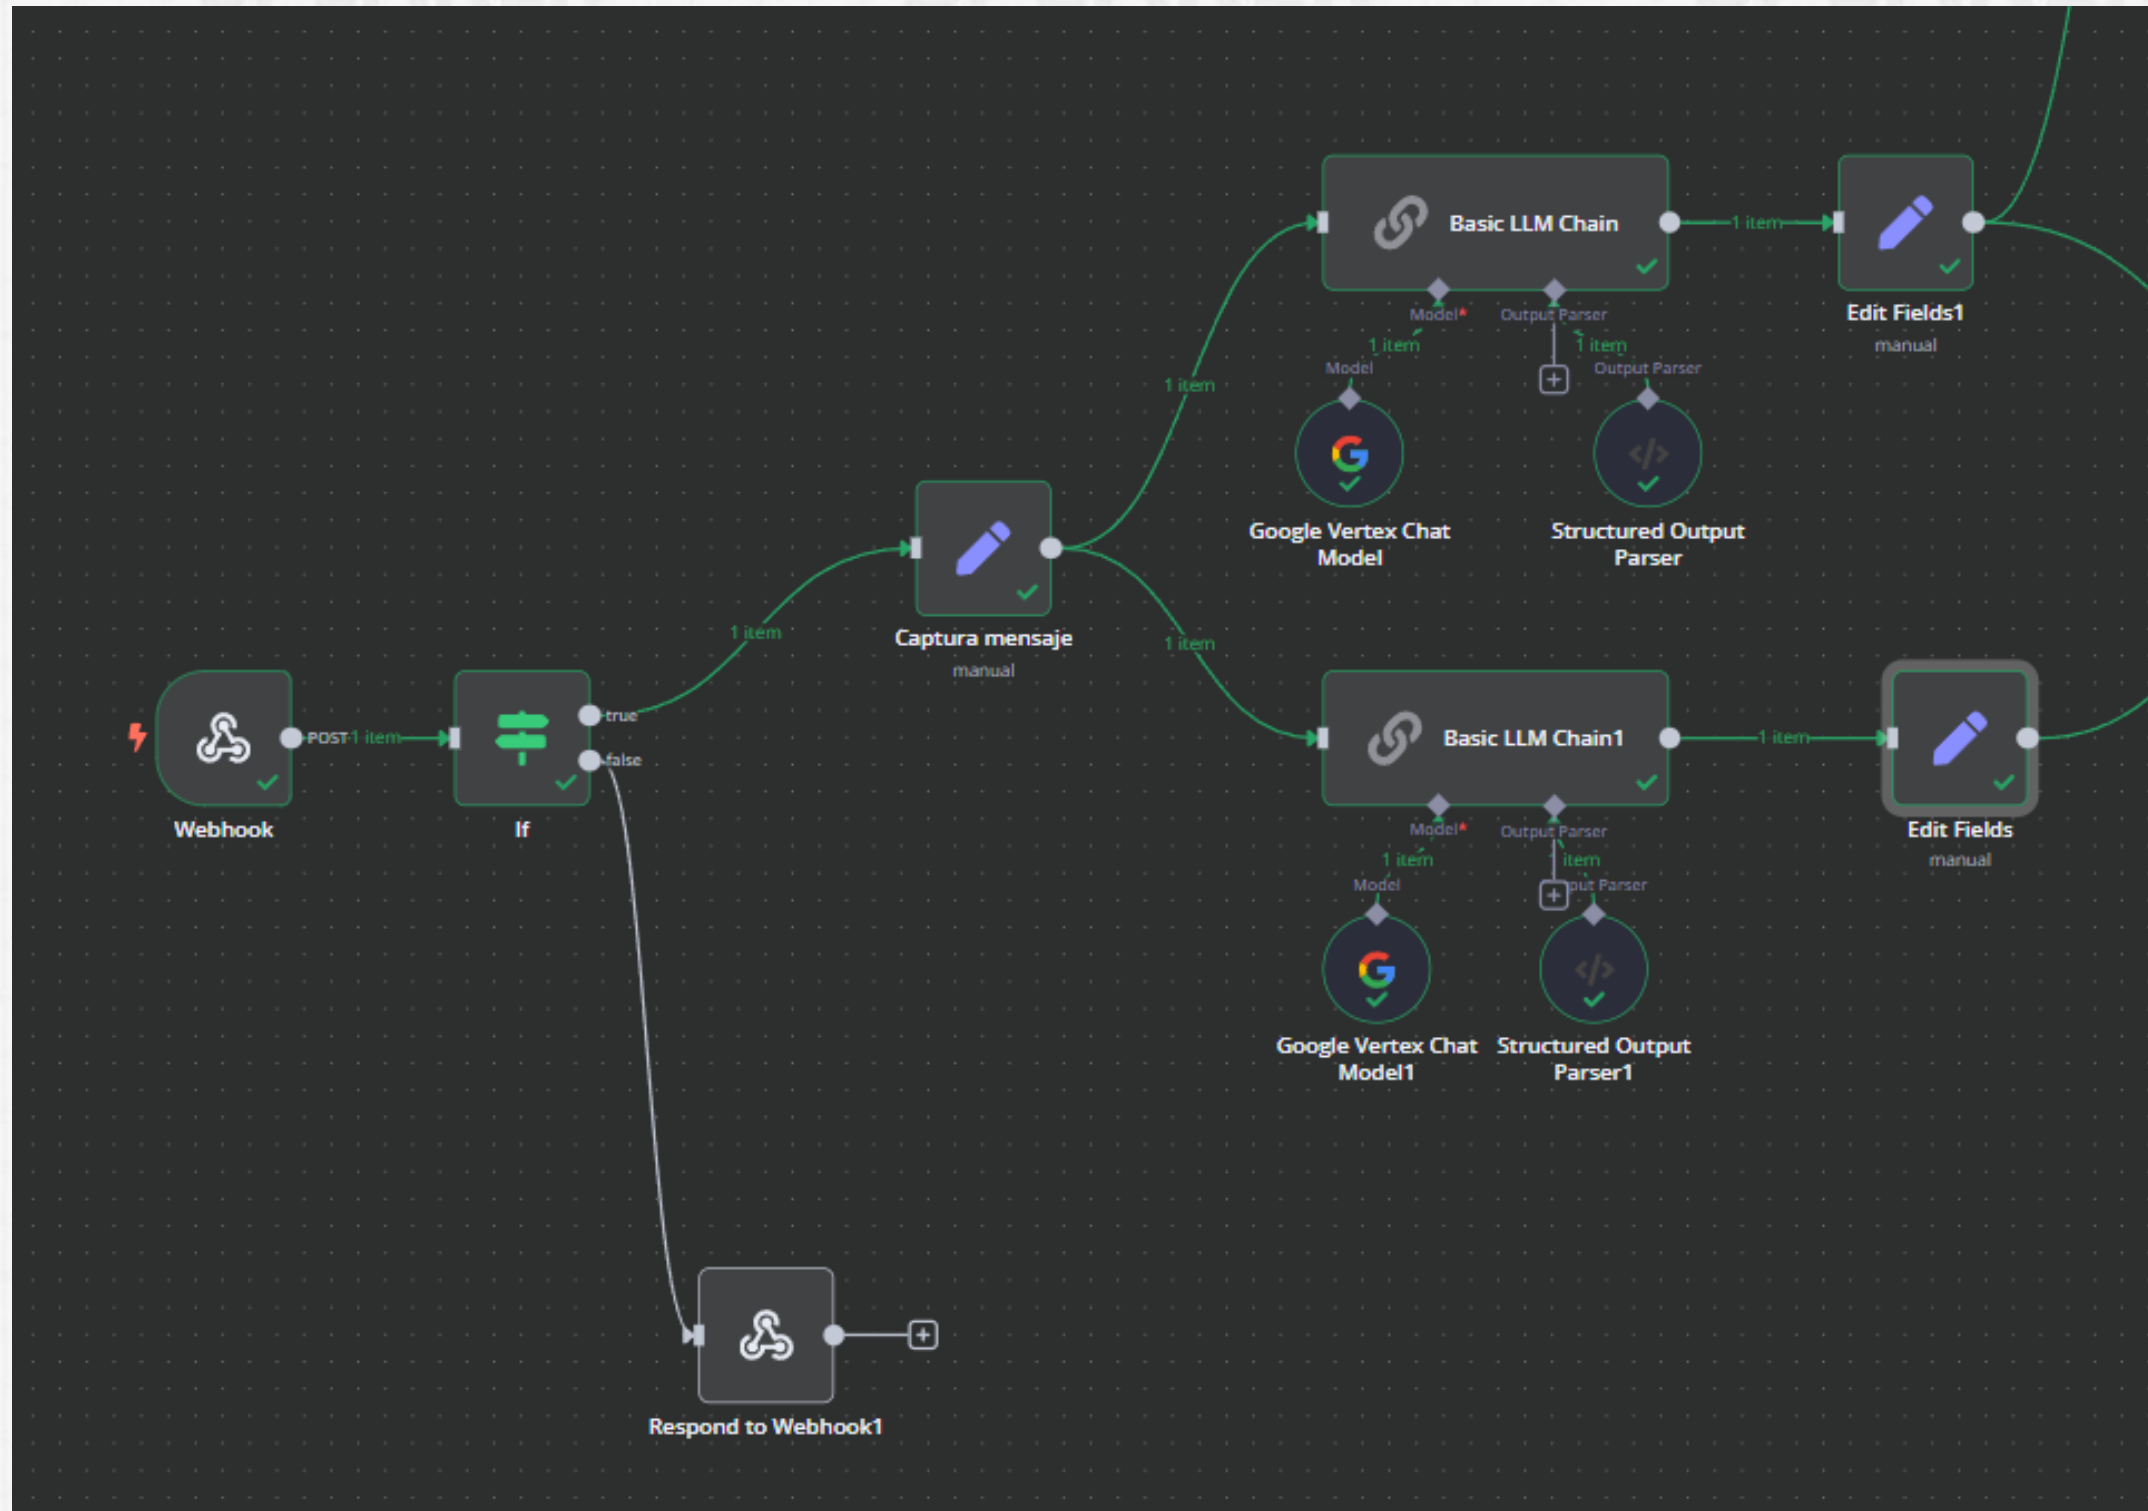 Basic LLM Chain
1 item
Edit Fields1
manual
Model*
Output Parser
1 item
1 item
Model
Output Parser
Google Vertex Chat
Model
Structured Output
Parser
1 item
Captura mensaje
manual
1 item
1 item
Webhook
POST
1 item
If
true
false
Basic LLM Chain1
1 item
Edit Fields
manual
Model*
Output Parser
1 item
item
Model
put Parser
Google Vertex Chat
Model1
Structured Output
Parser1
Respond to Webhook1